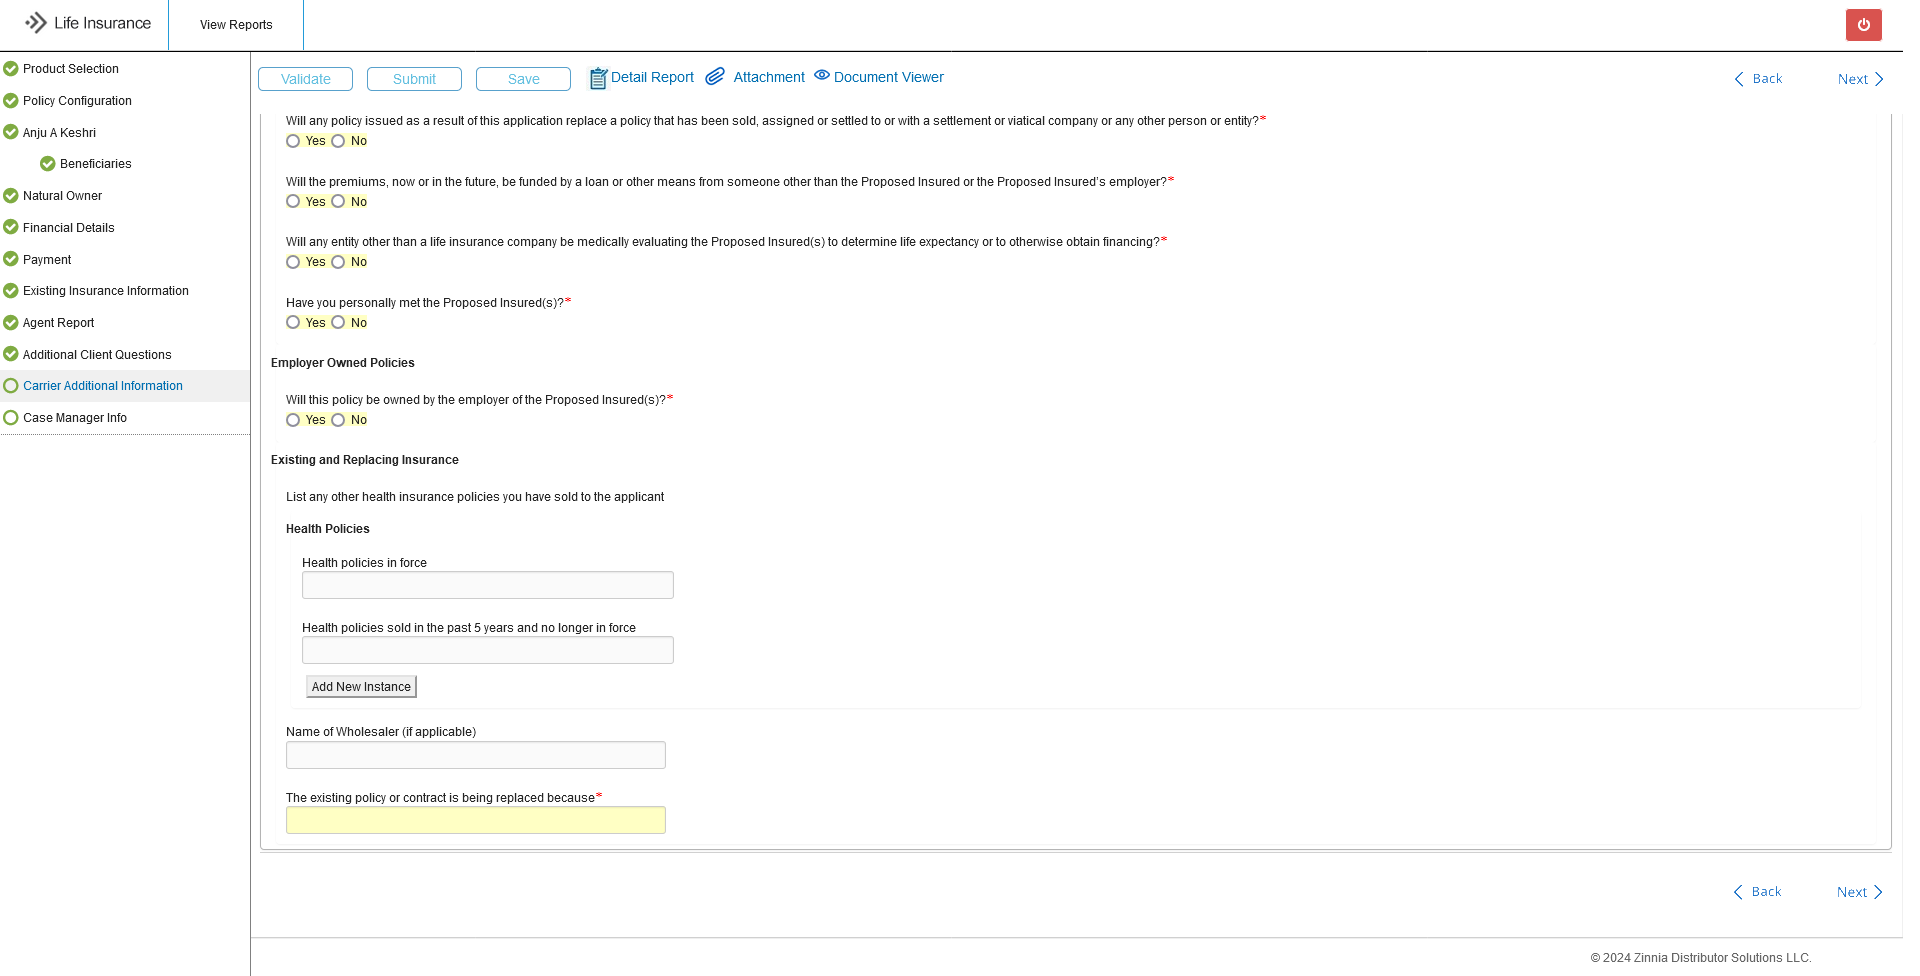 Life Insurance
View Reports
Product Selection
Policy Configuration
Anju A Keshri
Beneficiaries
Natural Owner
Financial Details
Payment
Existing Insurance Information
Agent Report
Additional Client Questions
Carrier Additional Information
Case Manager Info
Validate Submit Save Detail Report Attachment Document Viewer Back Next
Will any policy issued as a result of this application replace a policy that has been sold, assigned or settled to or with a settlement or viatical company or any other person or entity?*
Yes No
Will the premiums, now or in the future, be funded by a loan or other means from someone other than the Proposed Insured or the Proposed Insured's employer?*
Yes No
Will any entity other than a life insurance company be medically evaluating the Proposed Insured(s) to determine life expectancy or to otherwise obtain financing?*
Yes No
Have you personally met the Proposed Insured(s)?*
Yes No
Employer Owned Policies
Will this policy be owned by the employer of the Proposed Insured(s)?*
Yes No
Existing and Replacing Insurance
List any other health insurance policies you have sold to the applicant
Health Policies
Health policies in force
Health policies sold in the past 5 years and no longer in force
Add New Instance
Name of Wholesaler (if applicable)
The existing policy or contract is being replaced because*
Back Next
© 2024 Zinnia Distributor Solutions LLC.